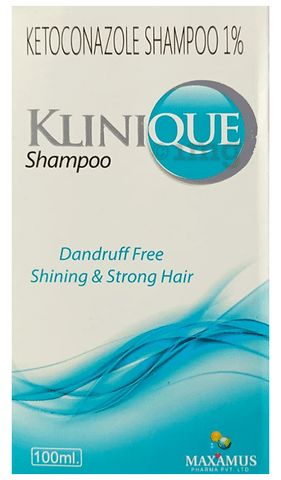 KETOCONAZOLE SHAMPOO 1%
KLINIQUE
Shampoo
Dandruff Free
Shining & Strong Hair
100ml.
MAXAMUS
PHARMA PVT. LTD